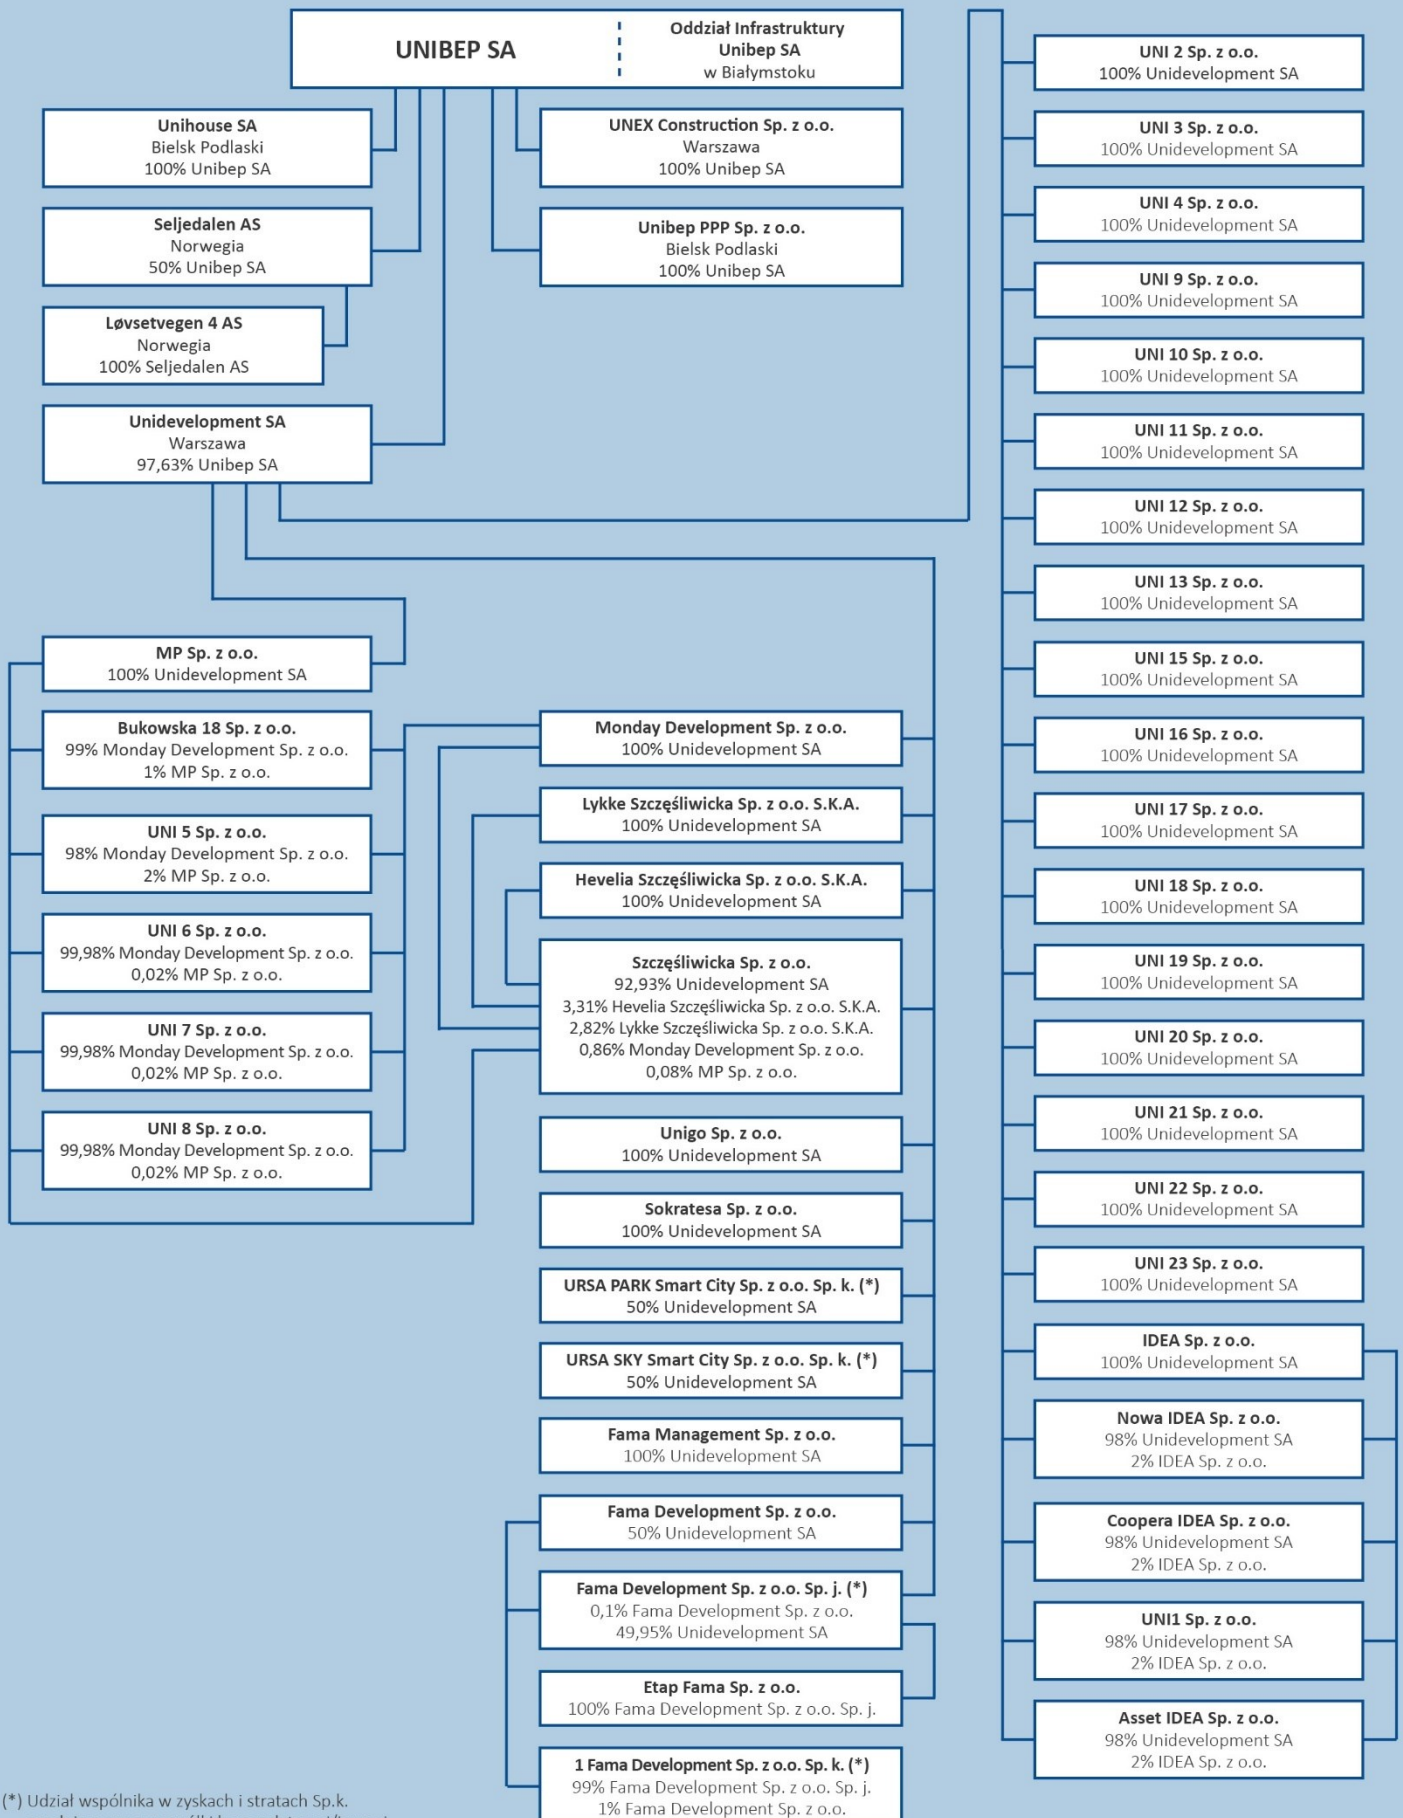 UNIBEP SA
Oddział Infrastruktury
Unibep SA
w Białymstoku
Unihouse SA
Bielsk Podlaski
100% Unibep SA
UNEX Construction Sp. z o.o.
Warszawa
100% Unibep SA
Seljedalen AS
Norwegia
50% Unibep SA
Unibep PPP Sp. z o.o.
Bielsk Podlaski
100% Unibep SA
Løvsetvegen 4 AS
Norwegia
100% Seljedalen AS
Unidevelopment SA
Warszawa
97,63% Unibep SA
MP Sp. z o.o.
100% Unidevelopment SA
Bukowska 18 Sp. z o.o.
99% Monday Development Sp. z o.o.
1% MP Sp. z o.o.
UNI 5 Sp. z o.o.
98% Monday Development Sp. z o.o.
2% MP Sp. z o.o.
UNI 6 Sp. z o.o.
99,98% Monday Development Sp. z o.o.
0,02% MP Sp. z o.o.
UNI 7 Sp. z o.o.
99,98% Monday Development Sp. z o.o.
0,02% MP Sp. z o.o.
UNI 8 Sp. z o.o.
99,98% Monday Development Sp. z o.o.
0,02% MP Sp. z o.o.
Monday Development Sp. z o.o.
100% Unidevelopment SA
Lykke Szczęśliwicka Sp. z o.o. S.K.A.
100% Unidevelopment SA
Hevelia Szczęśliwicka Sp. z o.o. S.K.A.
100% Unidevelopment SA
Szczęśliwicka Sp. z o.o.
92,93% Unidevelopment SA
3,31% Hevelia Szczęśliwicka Sp. z o.o. S.K.A.
2,82% Lykke Szczęśliwicka Sp. z o.o. S.K.A.
0,86% Monday Development Sp. z o.o.
0,08% MP Sp. z o.o.
Unigo Sp. z o.o.
100% Unidevelopment SA
Sokratesa Sp. z o.o.
100% Unidevelopment SA
URSA PARK Smart City Sp. z o.o. Sp. k. (*)
50% Unidevelopment SA
URSA SKY Smart City Sp. z o.o. Sp. k. (*)
50% Unidevelopment SA
Fama Management Sp. z o.o.
100% Unidevelopment SA
Fama Development Sp. z o.o.
50% Unidevelopment SA
Fama Development Sp. z o.o. Sp. j. (*)
0,1% Fama Development Sp. z o.o.
49,95% Unidevelopment SA
Etap Fama Sp. z o.o.
100% Fama Development Sp. z o.o. Sp. j.
1 Fama Development Sp. z o.o. Sp. k. (*)
99% Fama Development Sp. z o.o. Sp. j.
1% Fama Development Sp. z o.o.
UNI 2 Sp. z o.o.
100% Unidevelopment SA
UNI 3 Sp. z o.o.
100% Unidevelopment SA
UNI 4 Sp. z o.o.
100% Unidevelopment SA
UNI 9 Sp. z o.o.
100% Unidevelopment SA
UNI 10 Sp. z o.o.
100% Unidevelopment SA
UNI 11 Sp. z o.o.
100% Unidevelopment SA
UNI 12 Sp. z o.o.
100% Unidevelopment SA
UNI 13 Sp. z o.o.
100% Unidevelopment SA
UNI 15 Sp. z o.o.
100% Unidevelopment SA
UNI 16 Sp. z o.o.
100% Unidevelopment SA
UNI 17 Sp. z o.o.
100% Unidevelopment SA
UNI 18 Sp. z o.o.
100% Unidevelopment SA
UNI 19 Sp. z o.o.
100% Unidevelopment SA
UNI 20 Sp. z o.o.
100% Unidevelopment SA
UNI 21 Sp. z o.o.
100% Unidevelopment SA
UNI 22 Sp. z o.o.
100% Unidevelopment SA
UNI 23 Sp. z o.o.
100% Unidevelopment SA
IDEA Sp. z o.o.
100% Unidevelopment SA
Nowa IDEA Sp. z o.o.
98% Unidevelopment SA
2% IDEA Sp. z o.o.
Coopera IDEA Sp. z o.o.
98% Unidevelopment SA
2% IDEA Sp. z o.o.
UNI1 Sp. z o.o.
98% Unidevelopment SA
2% IDEA Sp. z o.o.
Asset IDEA Sp. z o.o.
98% Unidevelopment SA
2% IDEA Sp. z o.o.
(*) Udział wspólnika w zyskach i stratach Sp.k.